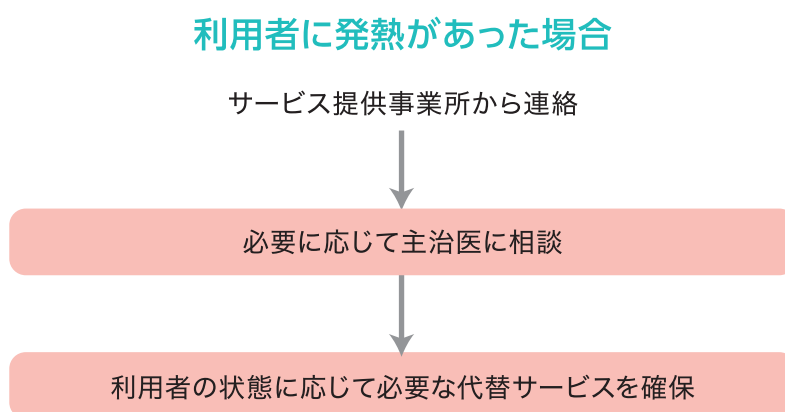 利用者に発熱があった場合
サービス提供事業所から連絡
必要に応じて主治医に相談
利用者の状態に応じて必要な代替サービスを確保